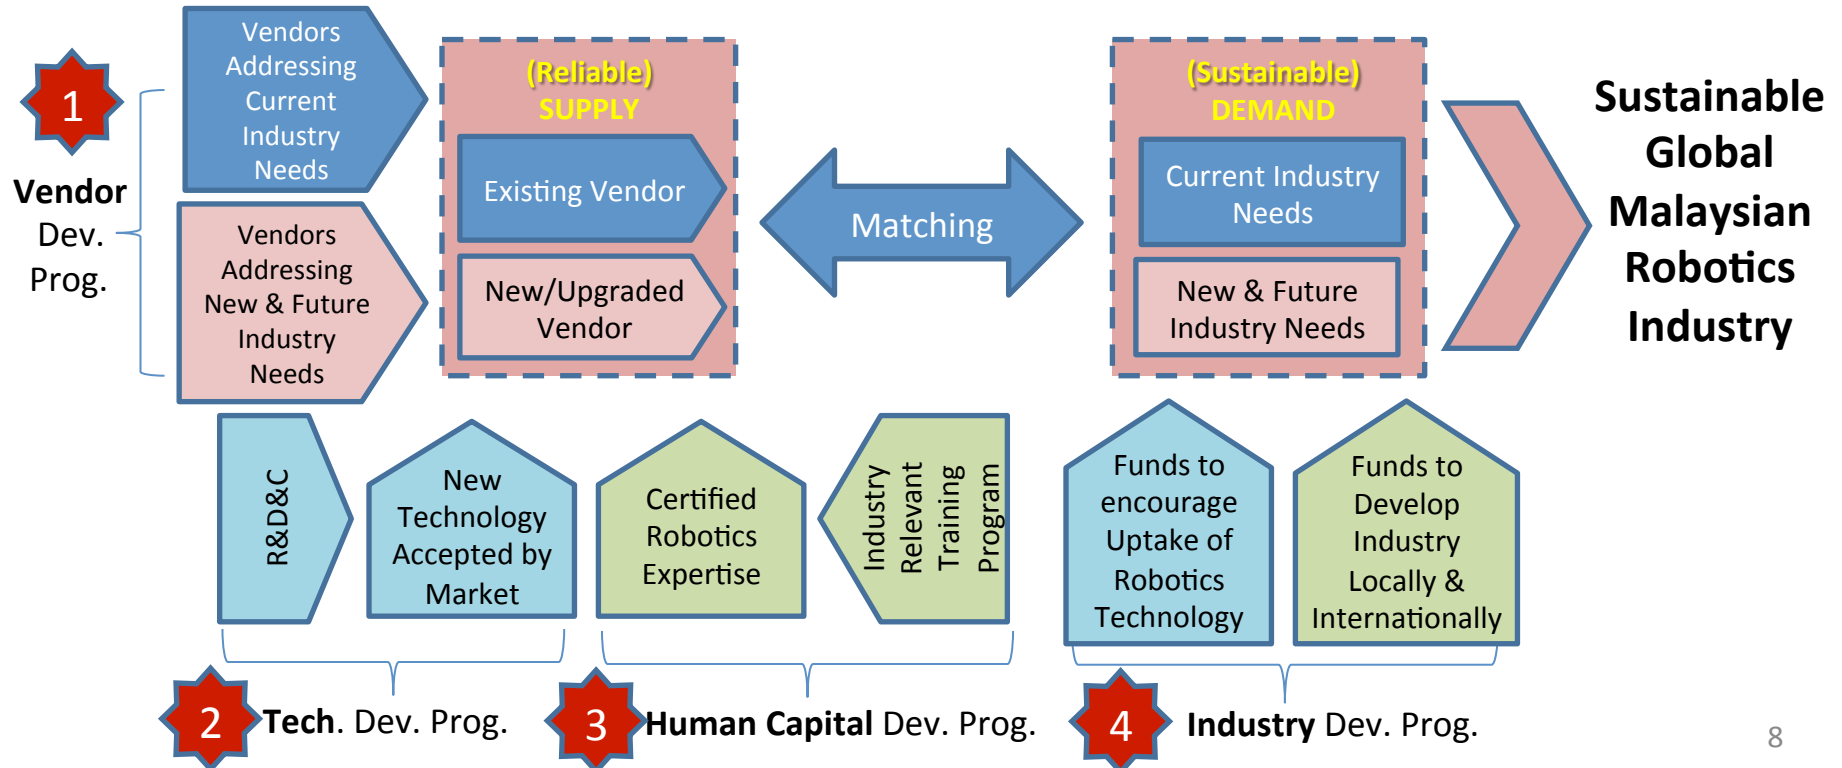 1
Vendor
Dev.
Prog.
Vendors
Addressing
Current
Industry
Needs
Vendors
Addressing
New & Future
Industry
Needs
(Reliable)
SUPPLY
Existing Vendor
New/Upgraded
Vendor
Matching
(Sustainable)
DEMAND
Current Industry
Needs
New & Future
Industry Needs
Sustainable
Global
Malaysian
Robotics
Industry
R&D&C
New
Technology
Accepted by
Market
Certified
Robotics
Expertise
Industry
Relevant
Training
Program
Funds to
encourage
Uptake of
Robotics
Technology
Funds to
Develop
Industry
Locally &
Internationally
2
Tech. Dev. Prog.
3
Human Capital Dev. Prog.
4
Industry Dev. Prog.
8